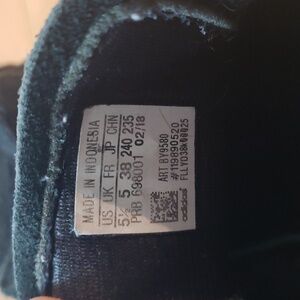 MADE IN INDONESIA
US UK FR JP CHN
5½ 5 38 240 235
PRB 698001 02/18
ART BY9580
#119890520
adidas